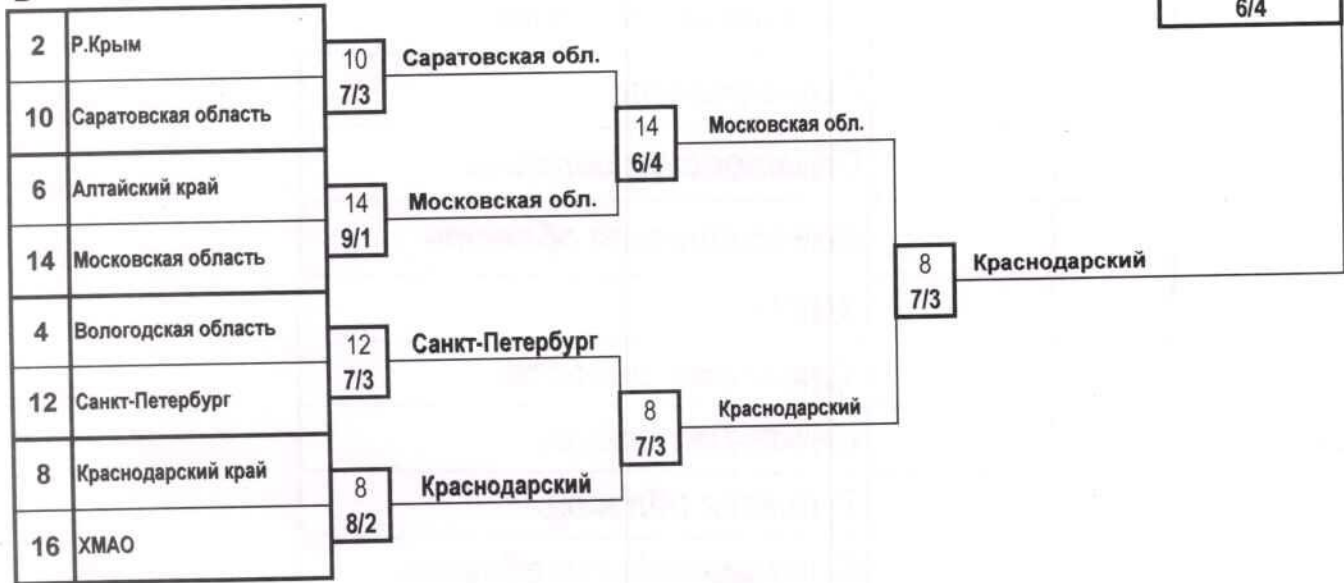 6/4
2 Р.Крым
10 Саратовская область
6 Алтайский край
14 Московская область
4 Вологодская область
12 Санкт-Петербург
8 Краснодарский край
16 ХМАО
10
7/3
Саратовская обл.
14
9/1
Московская обл.
12
7/3
Санкт-Петербург
8
8/2
Краснодарский
14
6/4
Московская обл.
8
7/3
Краснодарский
8
7/3
Краснодарский